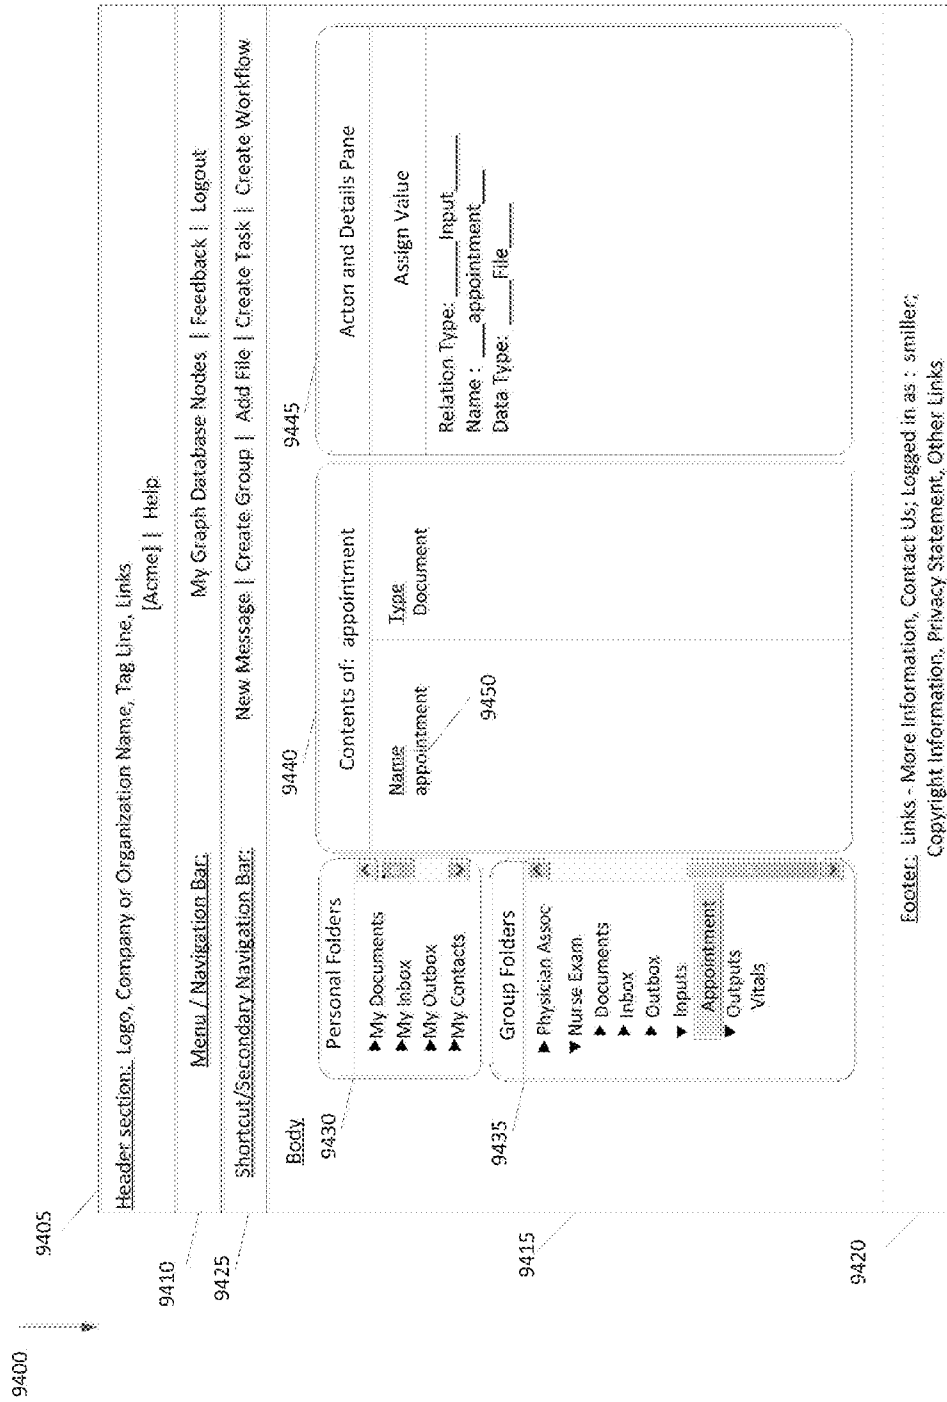 9400
9405
Header section: Logo, Company or Organization Name, Tag Line, Links
[Acme] | Help
9410
Menu / Navigation Bar:
My Graph Database Nodes | Feedback | Logout
9425
Shortcut/Secondary Navigation Bar:
New Message | Create Group | Add File | Create Task | Create Workflow
Body
9430
Personal Folders
My Documents
My Inbox
My Outbox
My Contacts
9435
Group Folders
Physician Assoc
Nurse Exam
Documents
Inbox
Outbox
Inputs
Appointment
Outputs
Vitals
9440
Contents of: appointment
Name
Type
appointment
Document
9450
9445
Acton and Details Pane
Assign Value
Relation Type: _____Input_____
Name : ___appointment___
Data Type: ____File____
9415
9420
Footer: Links - More Information, Contact Us; Logged in as : smiller;
Copyright Information, Privacy Statement, Other Links